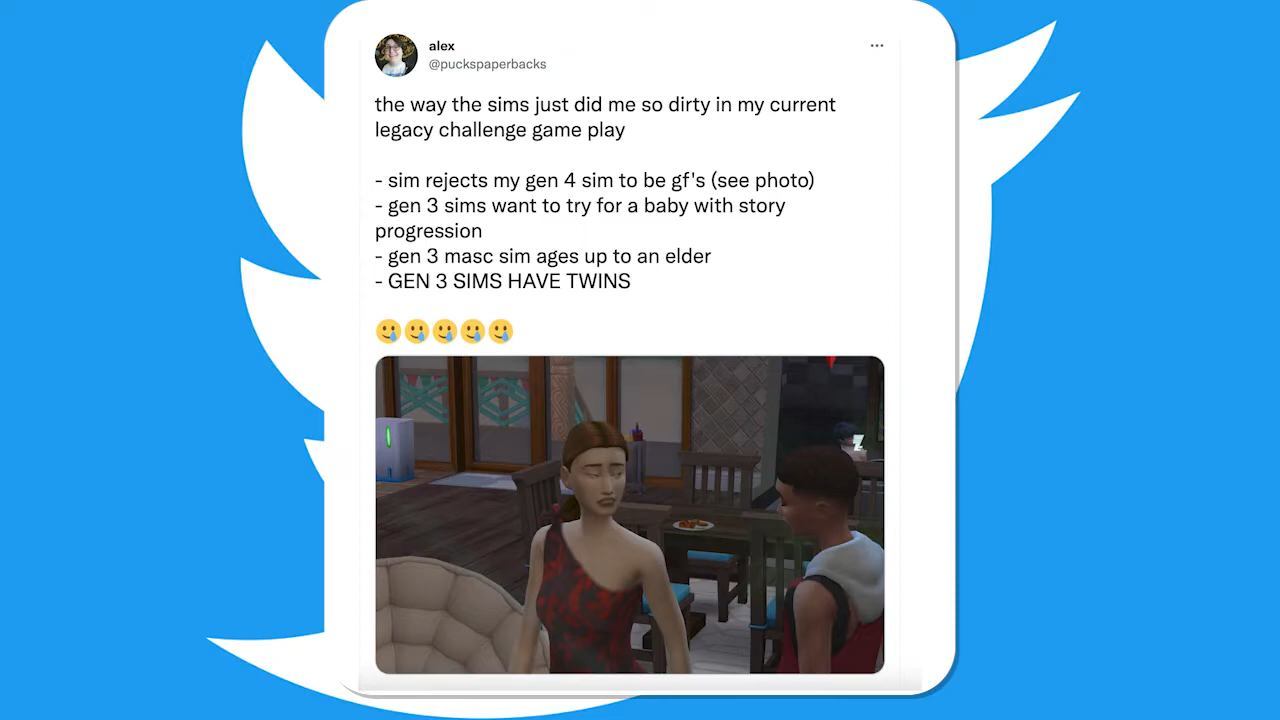 alex
@puckspaperbacks
the way the sims just did me so dirty in my current
legacy challenge game play
- sim rejects my gen 4 sim to be gf's (see photo)
- gen 3 sims want to try for a baby with story
progression
- gen 3 masc sim ages up to an elder
- GEN 3 SIMS HAVE TWINS